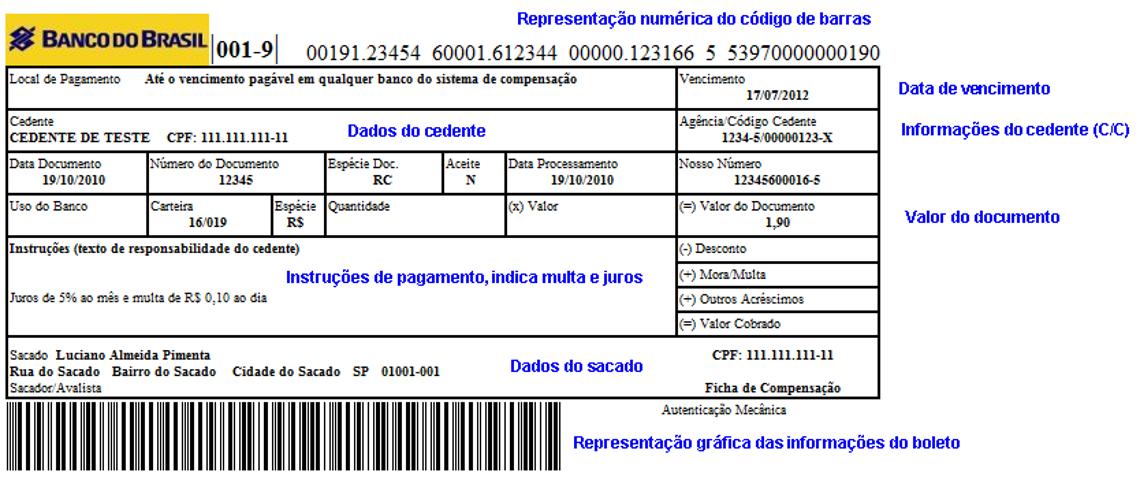 Representação numérica do código de barras
BANCO DO BRASIL 001-9 00191.23454 60001.612344 00000.123166 5 53970000000190
Local de Pagamento Até o vencimento pagável em qualquer banco do sistema de compensação Vencimento
17/07/2012 Data de vencimento
Cedente Agência/Código Cedente
CEDENTE DE TESTE CPF: 111.111.111-11 Dados do cedente 1234-5/00000123-X Informações do cedente (C/C)
Data Documento Número do Documento Espécie Doc. Aceite Data Processamento Nosso Número
19/10/2010 12345 RC N 19/10/2010 12345600016-5
Uso do Banco Carteira Espécie Quantidade (x) Valor (=) Valor do Documento
16/019 R$ 1,90 Valor do documento
Instruções (texto de responsabilidade do cedente) (-) Desconto
Instruções de pagamento, indica multa e juros (+) Mora/Multa
Juros de 5% ao mês e multa de R$ 0,10 ao dia (+) Outros Acréscimos
(=) Valor Cobrado
Sacado Luciano Almeida Pimenta CPF: 111.111.111-11
Rua do Sacado Bairro do Sacado Cidade do Sacado SP 01001-001 Dados do sacado
Sacador/Avalista Ficha de Compensação
Autenticação Mecânica
Representação gráfica das informações do boleto